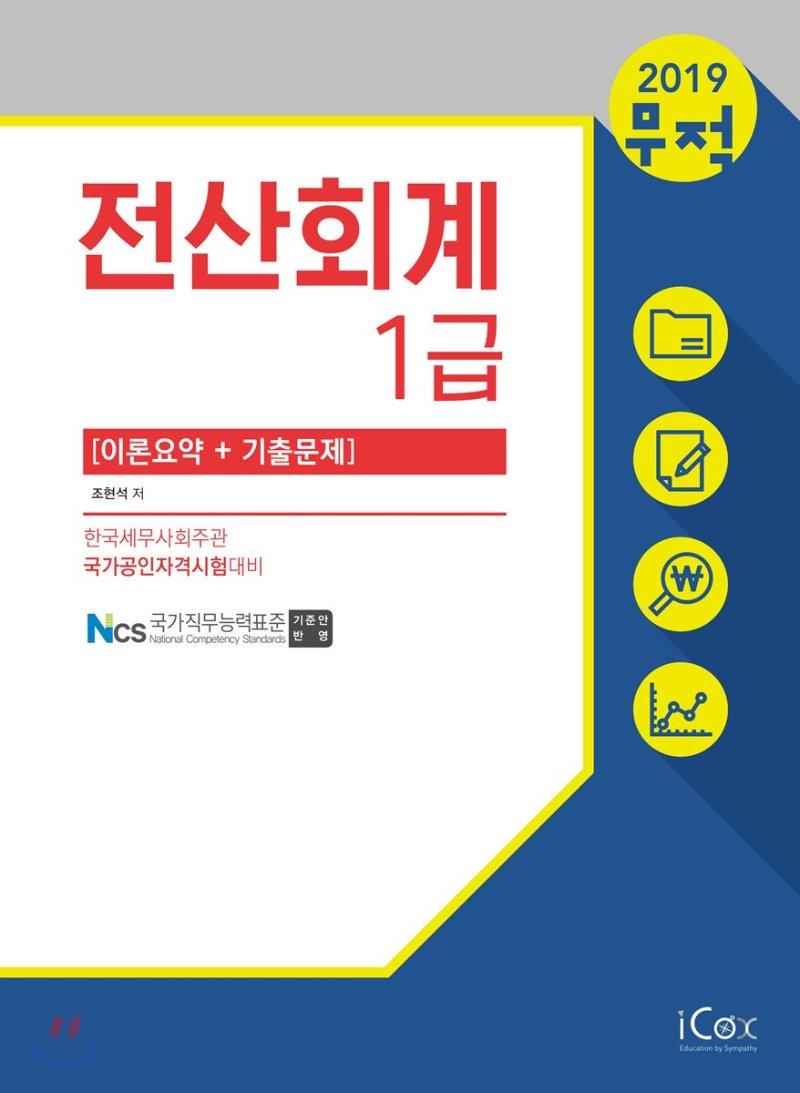 2019
무적
전산회계
1급
[이론요약 + 기출문제]
조현석 저
한국세무사회주관
국가공인자격시험대비
NCS 국가직무능력표준
National Competency Standards
기준안
반영
iCox
Education by Sympathy